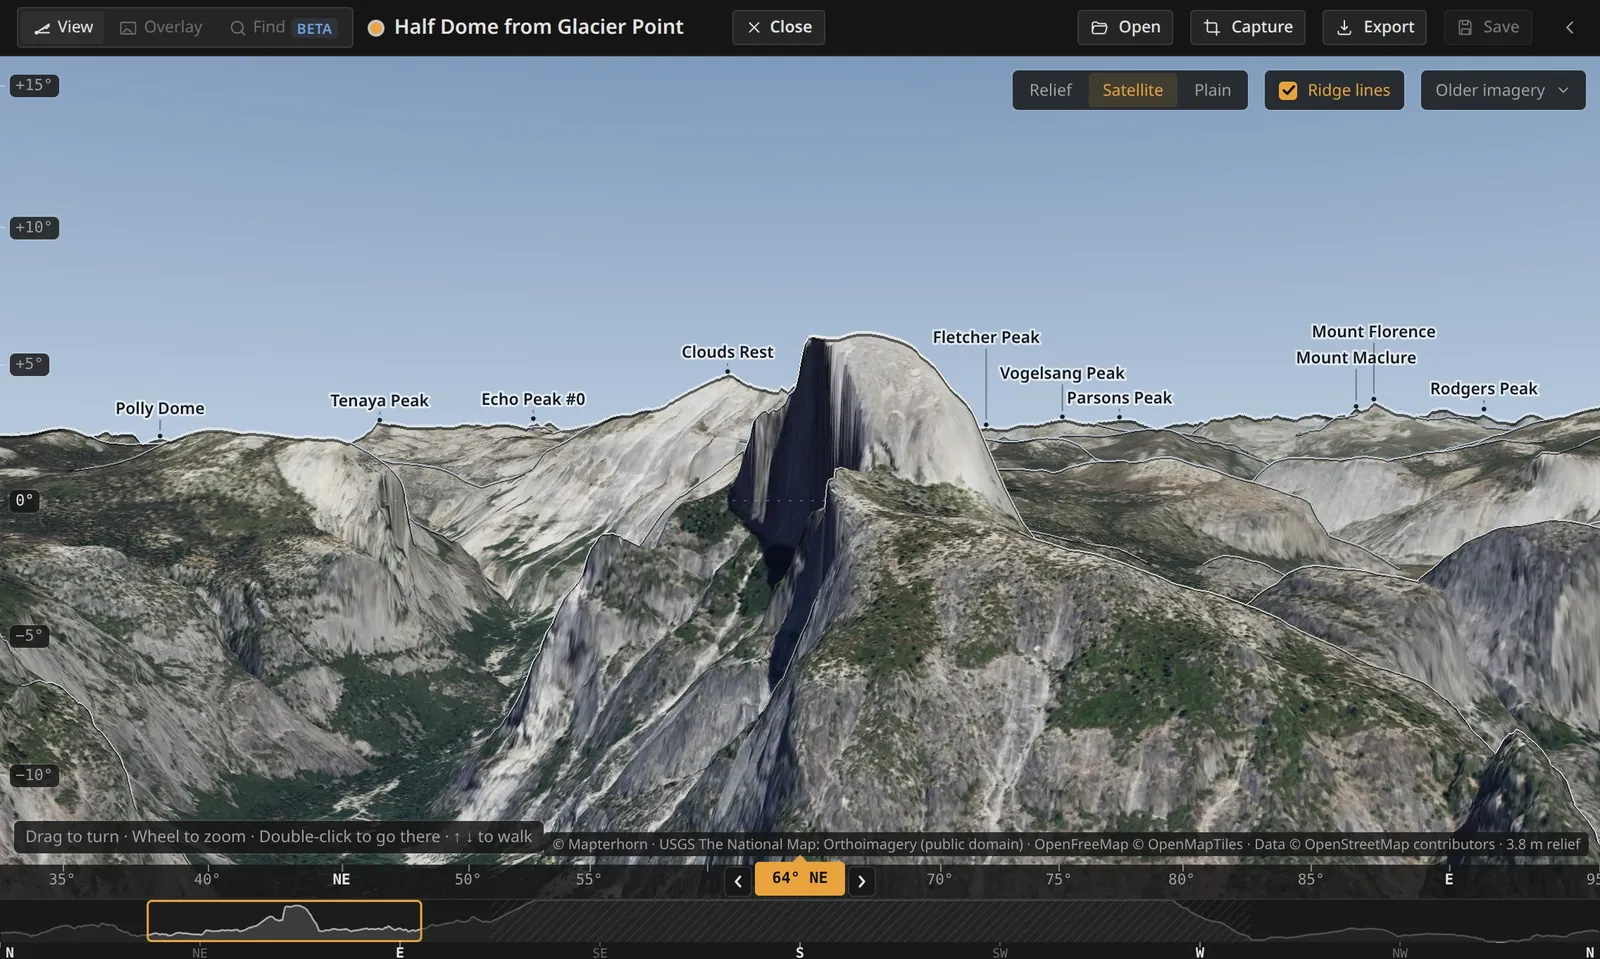 View Overlay Find BETA Half Dome from Glacier Point Close Open Capture Export Save
+15°
Relief Satellite Plain Ridge lines Older imagery
+10°
+5°
Mount Florence
Fletcher Peak
Clouds Rest
Mount Maclure
Vogelsang Peak
Rodgers Peak
Parsons Peak
Echo Peak #0
Tenaya Peak
Polly Dome
0°
−5°
−10°
Drag to turn · Wheel to zoom · Double-click to go there · ↑ ↓ to walk
© Mapterhorn · USGS The National Map: Orthoimagery (public domain) · OpenFreeMap © OpenMapTiles · Data © OpenStreetMap contributors · 3.8 m relief
35° 40° NE 50° 55° 64° NE 70° 75° 80° 85° E 95
N NE E SE S SW W NW N